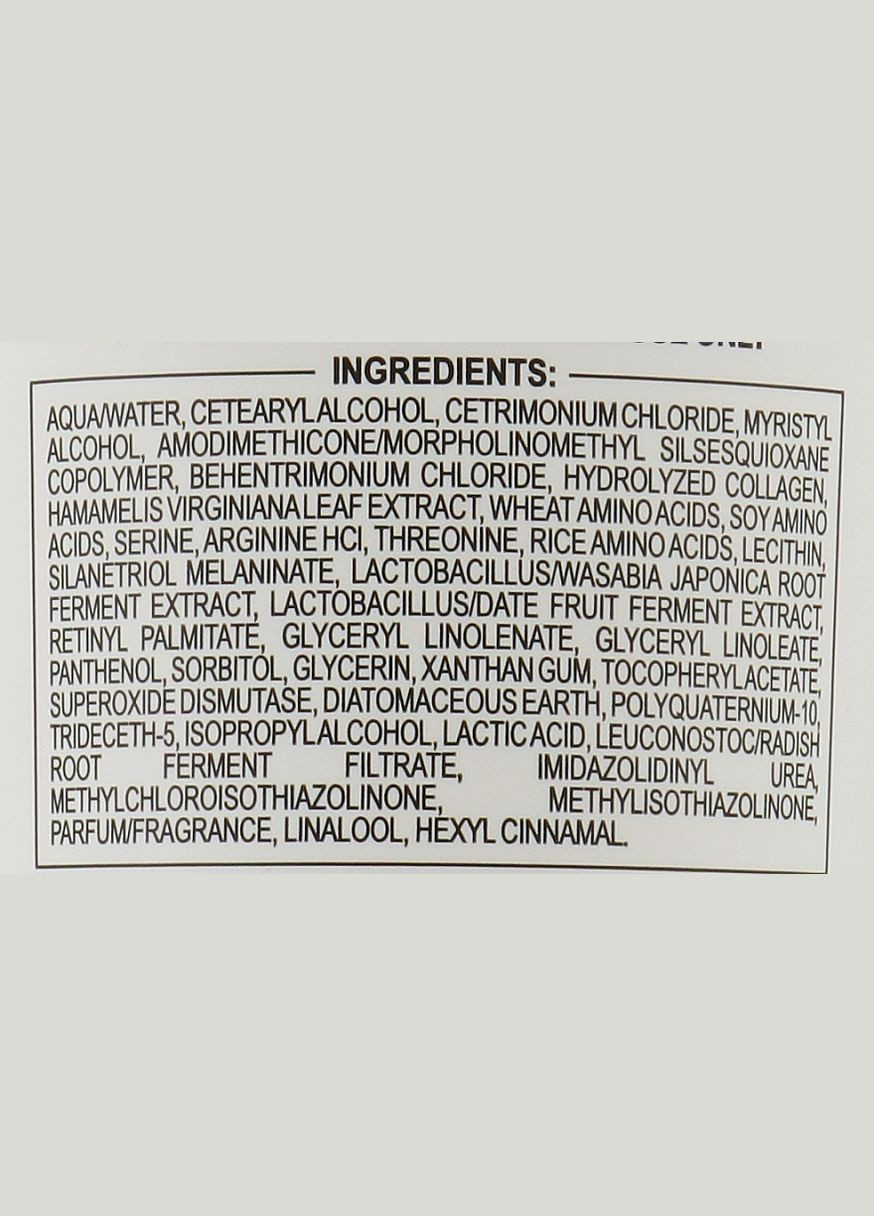 INGREDIENTS:
AQUA/WATER, CETEARYL ALCOHOL, CETRIMONIUM CHLORIDE, MYRISTYL
ALCOHOL, AMODIMETHICONE/MORPHOLINOMETHYL SILSESQUIOXANE
COPOLYMER, BEHENTRIMONIUM CHLORIDE, HYDROLYZED COLLAGEN,
HAMAMELIS VIRGINIANA LEAF EXTRACT, WHEAT AMINO ACIDS, SOY AMINO
ACIDS, SERINE, ARGININE HCI, THREONINE, RICE AMINO ACIDS, LECITHIN,
SILANETRIOL MELANINATE, LACTOBACILLUS/WASABIA JAPONICA ROOT
FERMENT EXTRACT, LACTOBACILLUS/DATE FRUIT FERMENT EXTRACT,
RETINYL PALMITATE, GLYCERYL LINOLENATE, GLYCERYL LINOLEATE,
PANTHENOL, SORBITOL, GLYCERIN, XANTHAN GUM, TOCOPHERYL ACETATE,
SUPEROXIDE DISMUTASE, DIATOMACEOUS EARTH, POLYQUATERNIUM-10,
TRIDECETH-5, ISOPROPYL ALCOHOL, LACTIC ACID, LEUCONOSTOC/RADISH
ROOT FERMENT FILTRATE, IMIDAZOLIDINYL UREA,
METHYLCHLOROISOTHIAZOLINONE, METHYLISOTHIAZOLINONE,
PARFUM/FRAGRANCE, LINALOOL, HEXYL CINNAMAL.